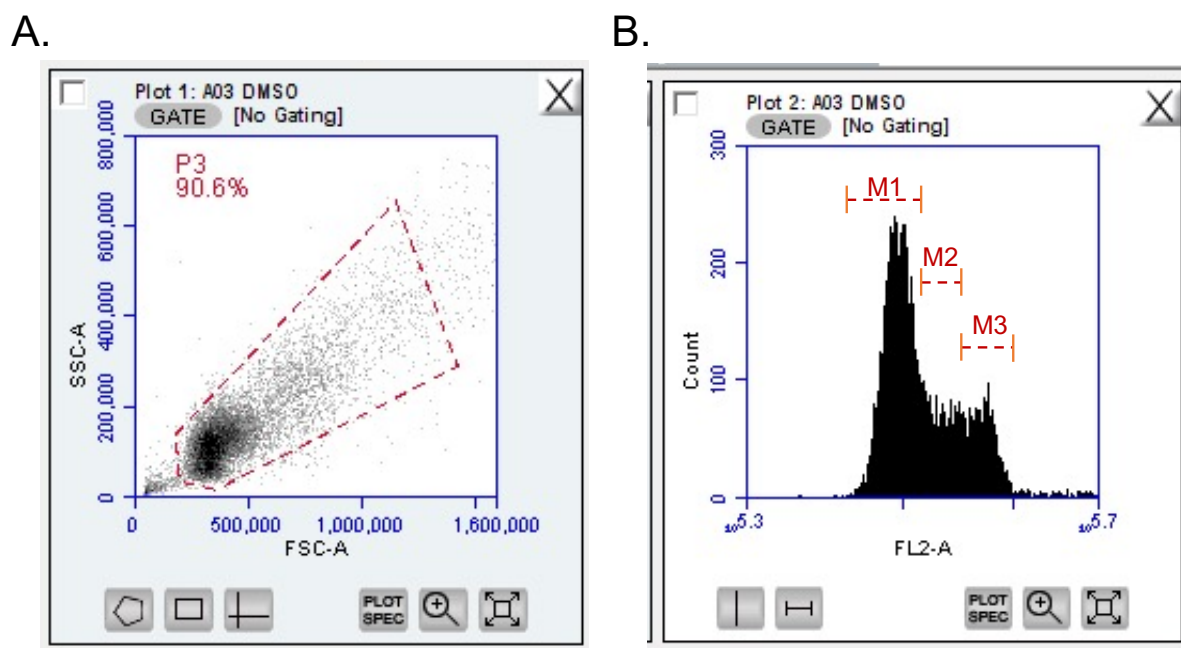 A.
Plot 1: A03 DMSO
GATE [No Gating]
P3
90.6%
800,000
600,000
400,000
200,000
0
SSC-A
0 500,000 1,000,000 1,600,000
FSC-A
PLOT
SPEC
B.
Plot 2: A03 DMSO
GATE [No Gating]
M1
M2
M3
300
200
100
0
Count
10^5.3 10^5.7
FL2-A
PLOT
SPEC